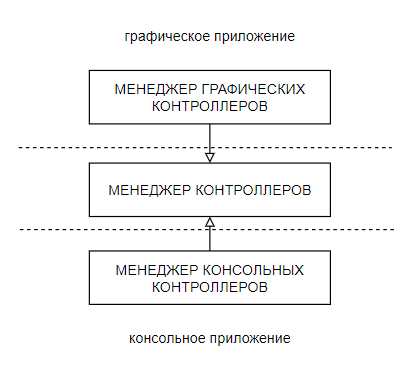 графическое приложение
МЕНЕДЖЕР ГРАФИЧЕСКИХ
КОНТРОЛЛЕРОВ
МЕНЕДЖЕР КОНТРОЛЛЕРОВ
МЕНЕДЖЕР КОНСОЛЬНЫХ
КОНТРОЛЛЕРОВ
консольное приложение